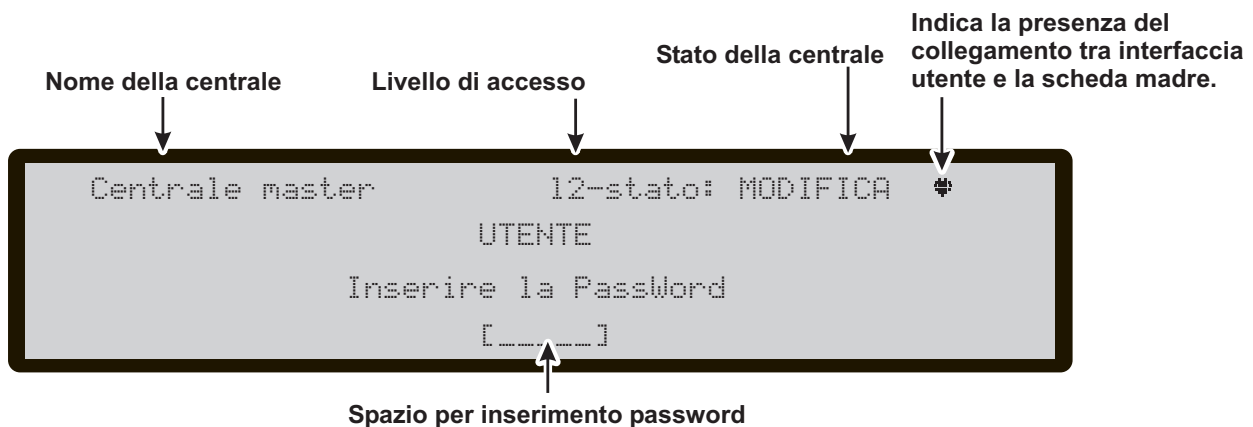 Indica la presenza del
collegamento tra interfaccia
utente e la scheda madre.
Stato della centrale
Nome della centrale
Livello di accesso
Centrale master l2-stato: MODIFICA
UTENTE
Inserire la PassWord
[_____]
Spazio per inserimento password